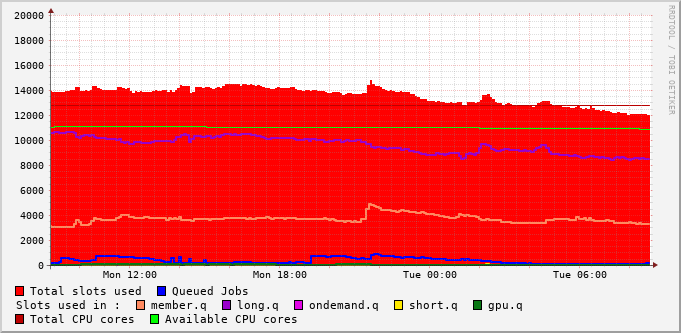 RRDTOOL / TOBI OETIKER
20000
18000
16000
14000
12000
10000
8000
6000
4000
2000
0
Mon 12:00 Mon 18:00 Tue 00:00 Tue 06:00
Total slots used Queued Jobs
Slots used in : member.q long.q ondemand.q short.q gpu.q
Total CPU cores Available CPU cores